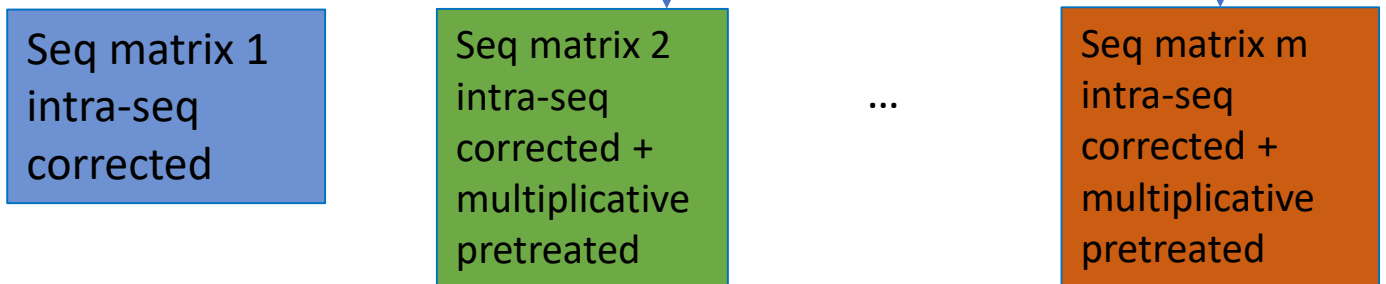 Seq matrix 1
intra-seq
corrected
Seq matrix 2
intra-seq
corrected +
multiplicative
pretreated
...
Seq matrix m
intra-seq
corrected +
multiplicative
pretreated